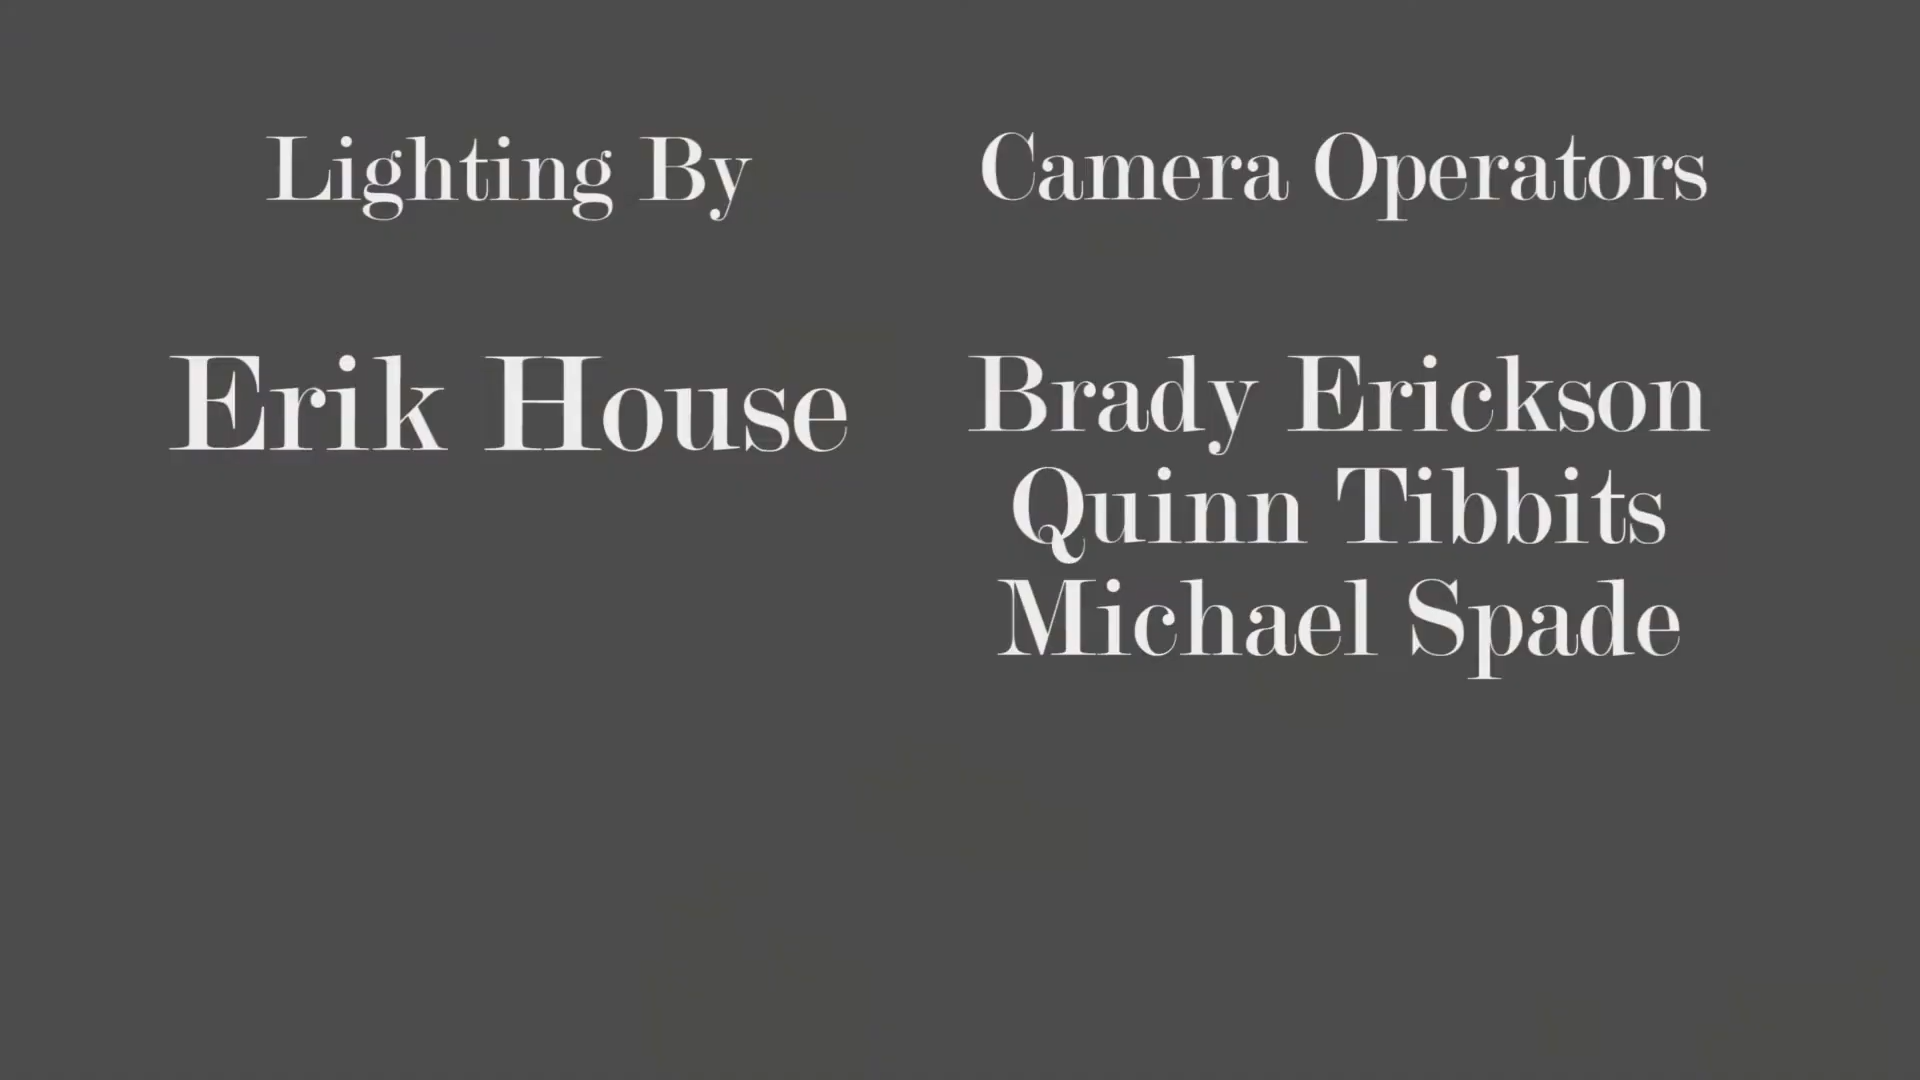 Lighting By
Erik House
Camera Operators
Brady Erickson
Quinn Tibbits
Michael Spade